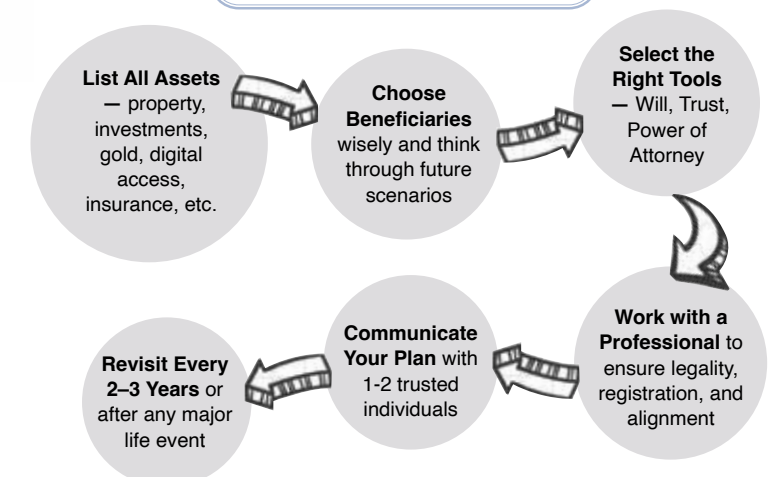 List All Assets
— property,
investments,
gold, digital
access,
insurance, etc.
Choose
Beneficiaries
wisely and think
through future
scenarios
Select the
Right Tools
— Will, Trust,
Power of
Attorney
Work with a
Professional to
ensure legality,
registration, and
alignment
Communicate
Your Plan with
1-2 trusted
individuals
Revisit Every
2–3 Years or
after any major
life event